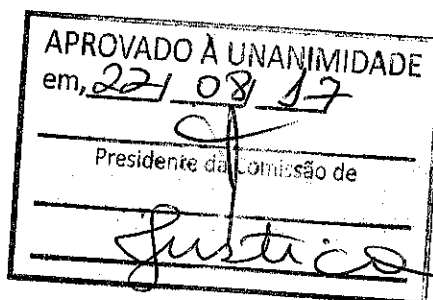 APROVADO À UNANIMIDADE
em, 22/ 08/ 17
Presidente da Comissão de
Justiça